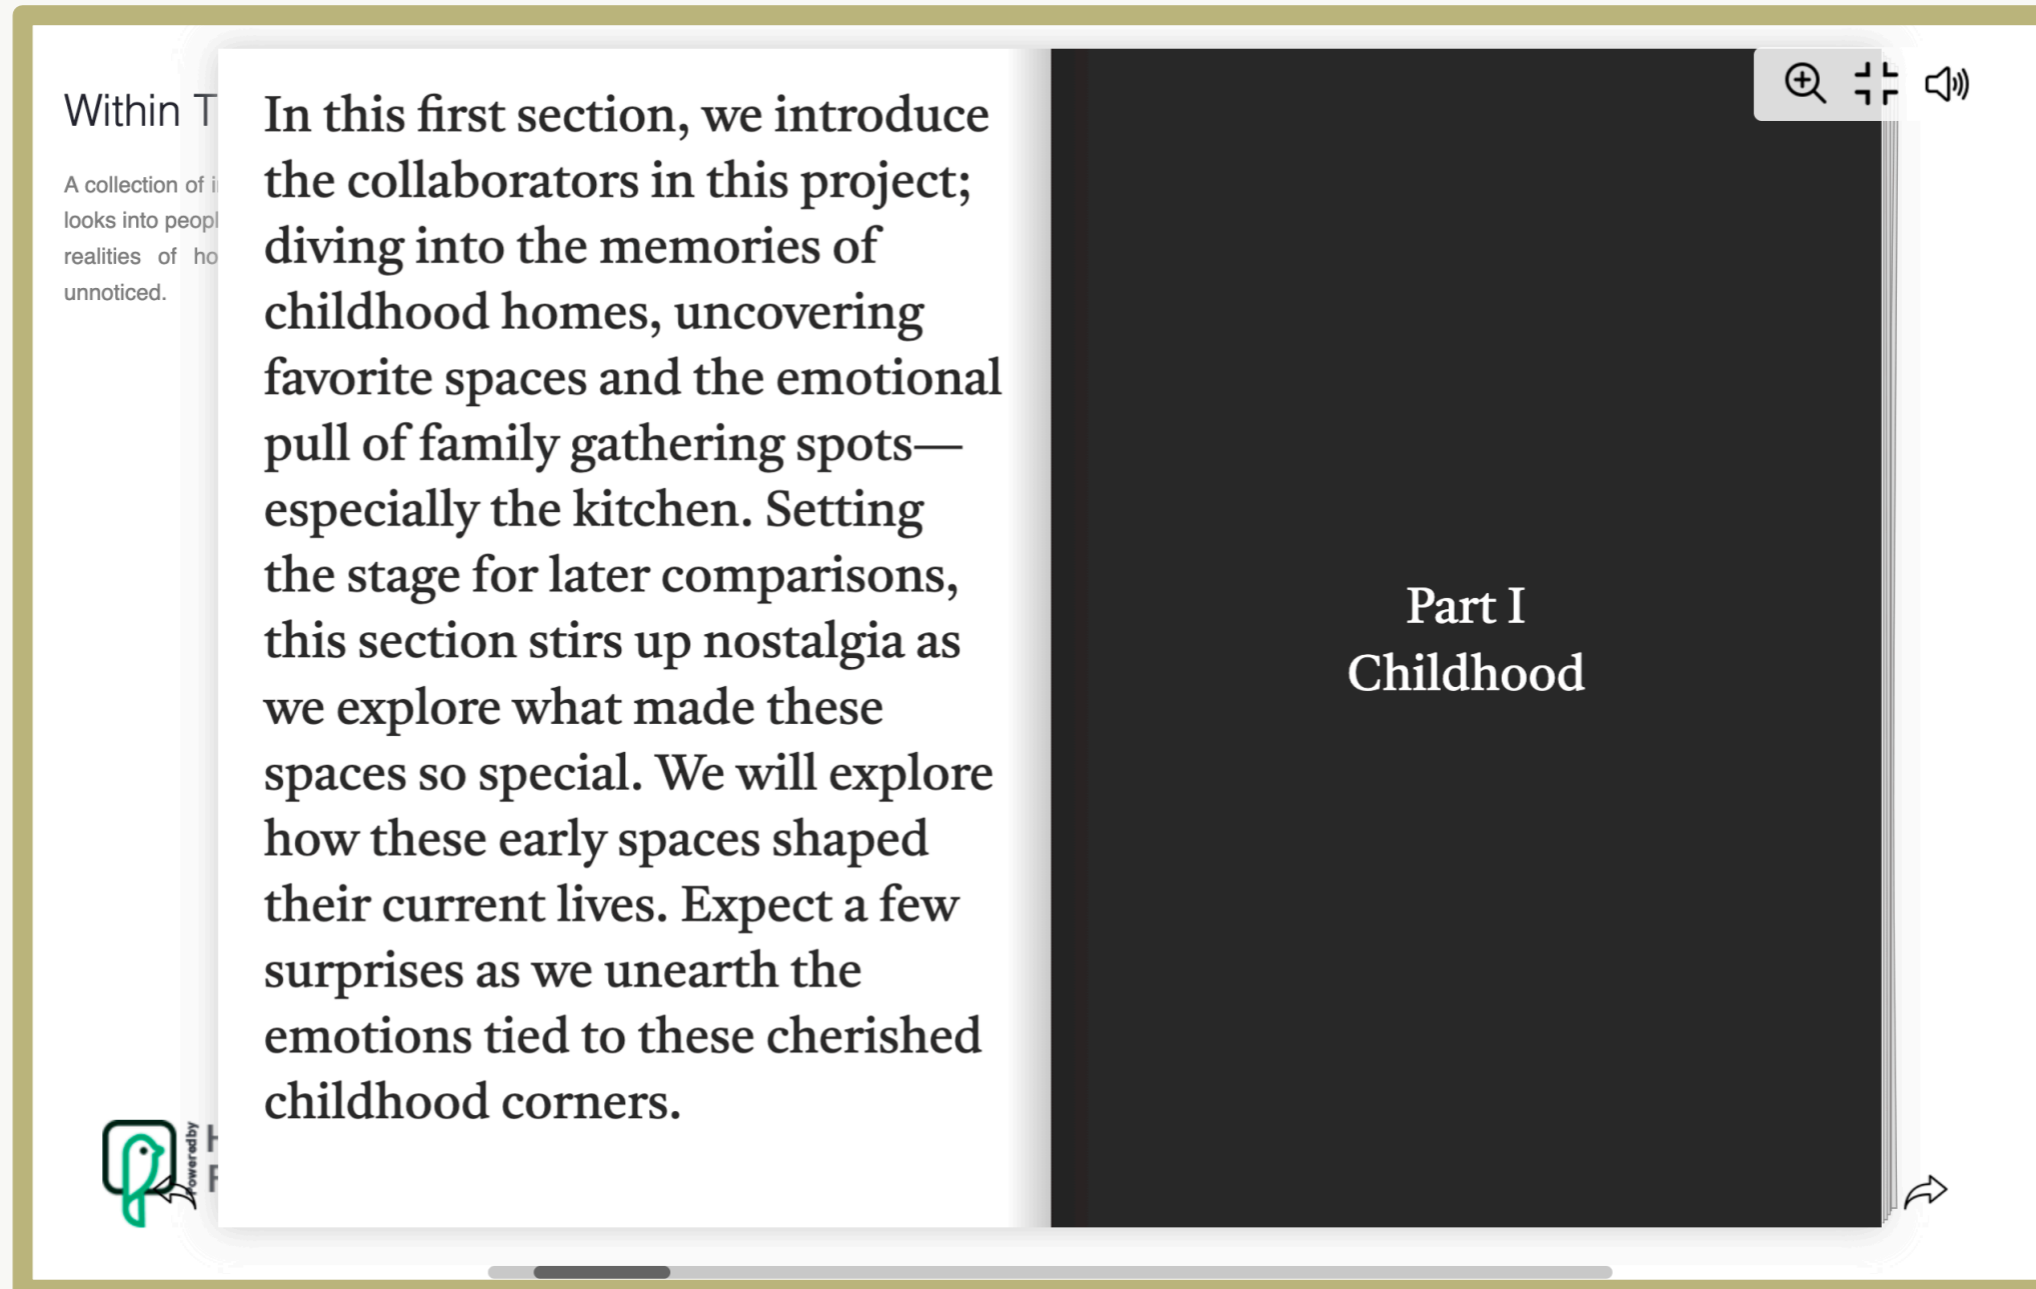 Within T
A collection of
looks into
realities of
unnoticed.
In this first section, we introduce
the collaborators in this project;
diving into the memories of
childhood homes, uncovering
favorite spaces and the emotional
pull of family gathering spots—
especially the kitchen. Setting
the stage for later comparisons,
this section stirs up nostalgia as
we explore what made these
spaces so special. We will explore
how these early spaces shaped
their current lives. Expect a few
surprises as we unearth the
emotions tied to these cherished
childhood corners.
Part I
Childhood
Powered by